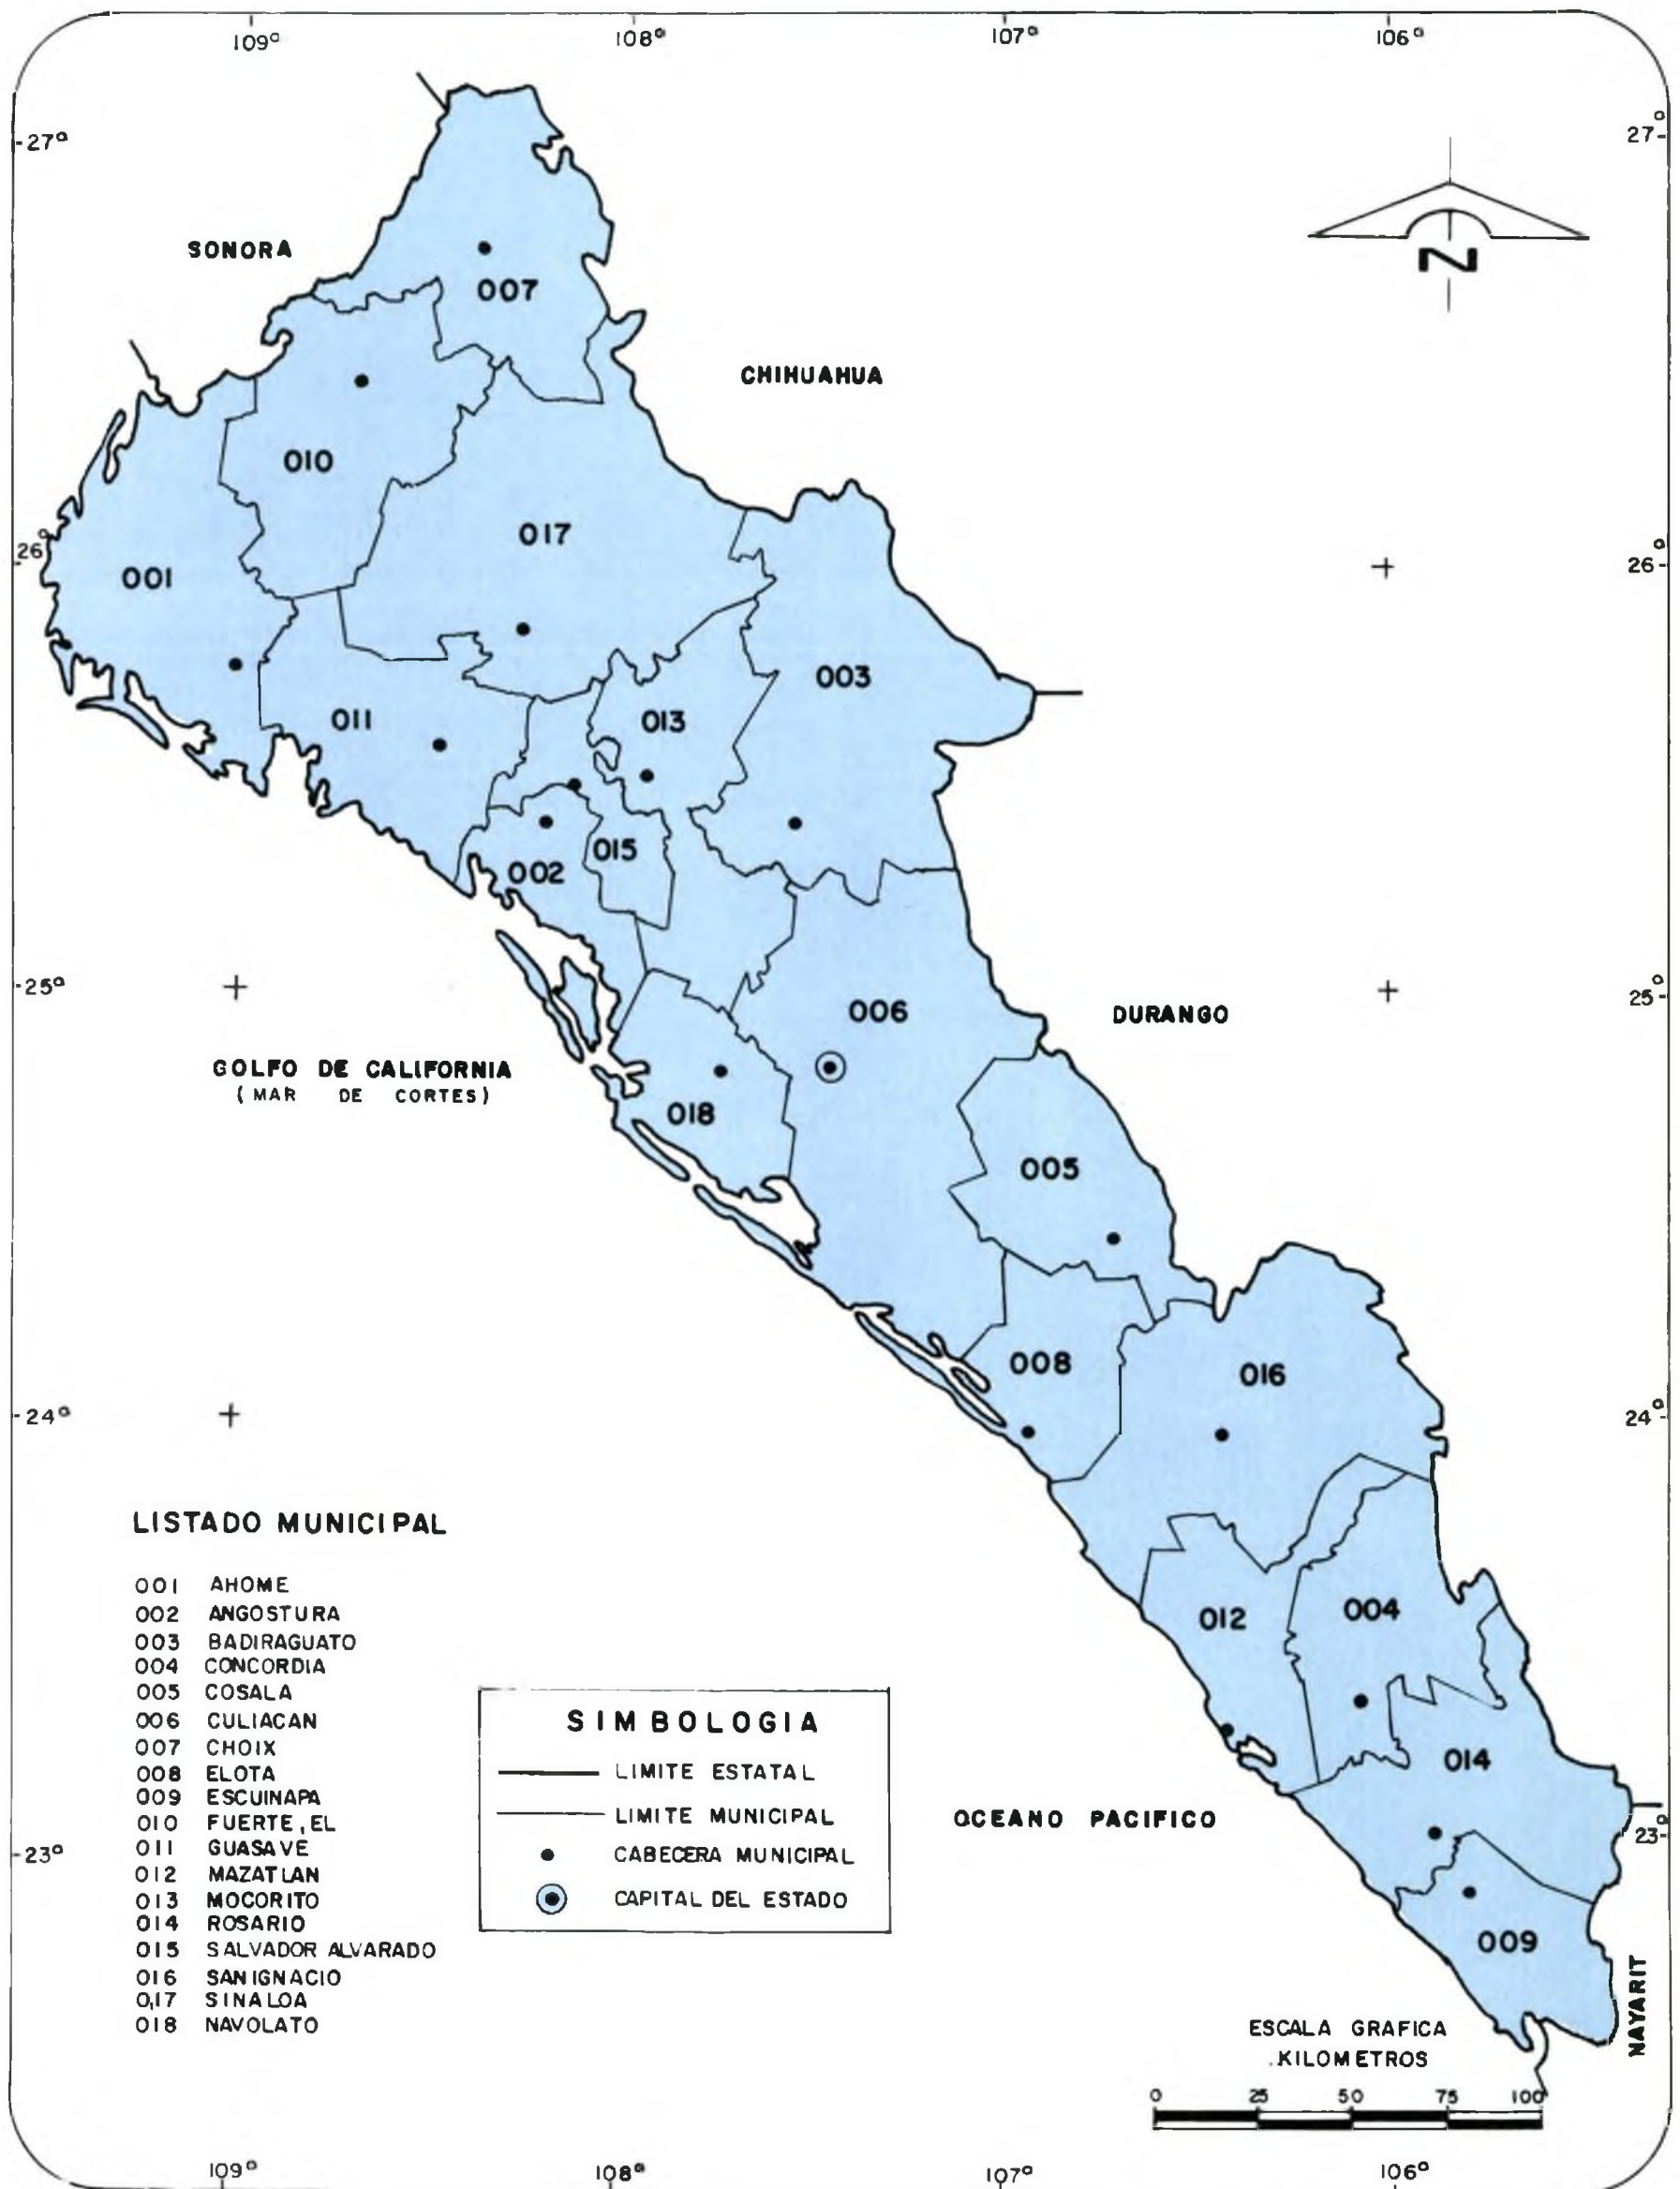 109° 108° 107° 106°
27° 27°
N
SONORA
007
CHIHUAHUA
010
017
26° 26°
001
003
011
013
015
002
25° 25°
006
DURANGO
GOLFO DE CALIFORNIA
(MAR DE CORTES)
018
005
008
016
24° 24°
LISTADO MUNICIPAL
001 AHOME
002 ANGOSTURA
003 BADIRAGUATO
004 CONCORDIA
005 COSALA
006 CULIACAN
007 CHOIX
008 ELOTA
009 ESCUINAPA
010 FUERTE, EL
011 GUASAVE
012 MAZATLAN
013 MOCORITO
014 ROSARIO
015 SALVADOR ALVARADO
016 SAN IGNACIO
017 SINALOA
018 NAVOLATO
012
004
SIMBOLOGIA
LIMITE ESTATAL
LIMITE MUNICIPAL
CABECERA MUNICIPAL
CAPITAL DEL ESTADO
014
OCEANO PACIFICO
23° 23°
009
NAYARIT
ESCALA GRAFICA
KILOMETROS
0 25 50 75 100
109° 108° 107° 106°